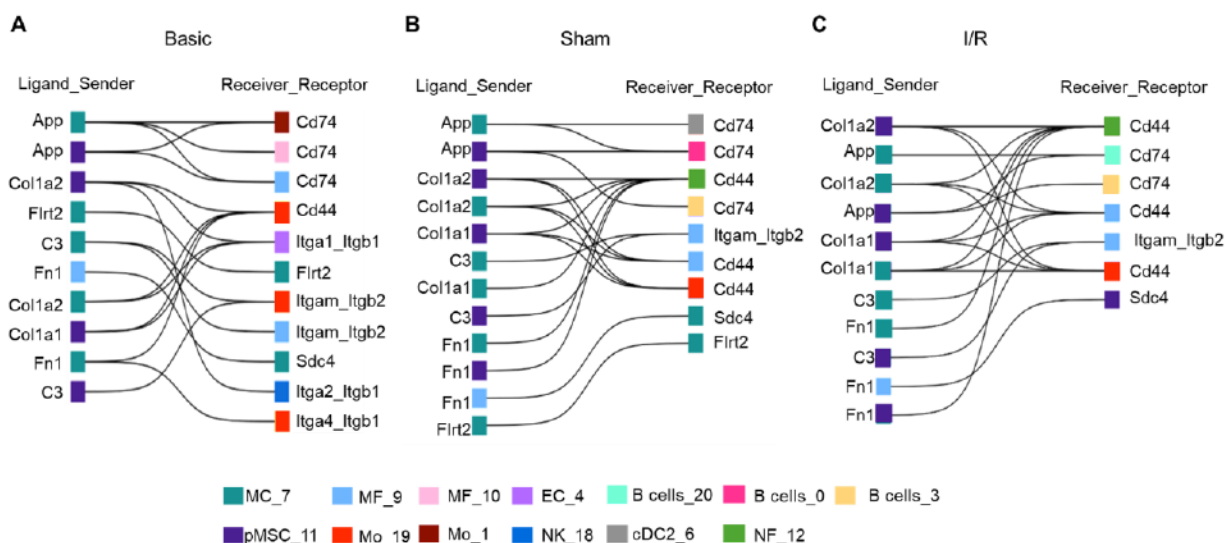 A
Basic
Ligand_Sender
Receiver_Receptor
App
App
Col1a2
Flrt2
C3
Fn1
Col1a2
Col1a1
Fn1
C3
Cd74
Cd74
Cd74
Cd44
Itga1_Itgb1
Flrt2
Itgam_Itgb2
Itgam_Itgb2
Sdc4
Itga2_Itgb1
Itga4_Itgb1
B
Sham
Ligand_Sender
Receiver_Receptor
App
App
Col1a2
Col1a2
Col1a1
C3
Col1a1
C3
Fn1
Fn1
Fn1
Flrt2
Cd74
Cd74
Cd44
Cd74
Itgam_Itgb2
Cd44
Cd44
Sdc4
Flrt2
C
I/R
Ligand_Sender
Receiver_Receptor
Col1a2
App
Col1a2
App
Col1a1
Col1a1
C3
Fn1
C3
Fn1
Fn1
Cd44
Cd74
Cd74
Cd44
Itgam_Itgb2
Cd44
Sdc4
MC_7 MF_9 MF_10 EC_4 B cells_20 B cells_0 B cells_3
pMSC_11 Mo_19 Mo_1 NK_18 cDC2_6 NF_12